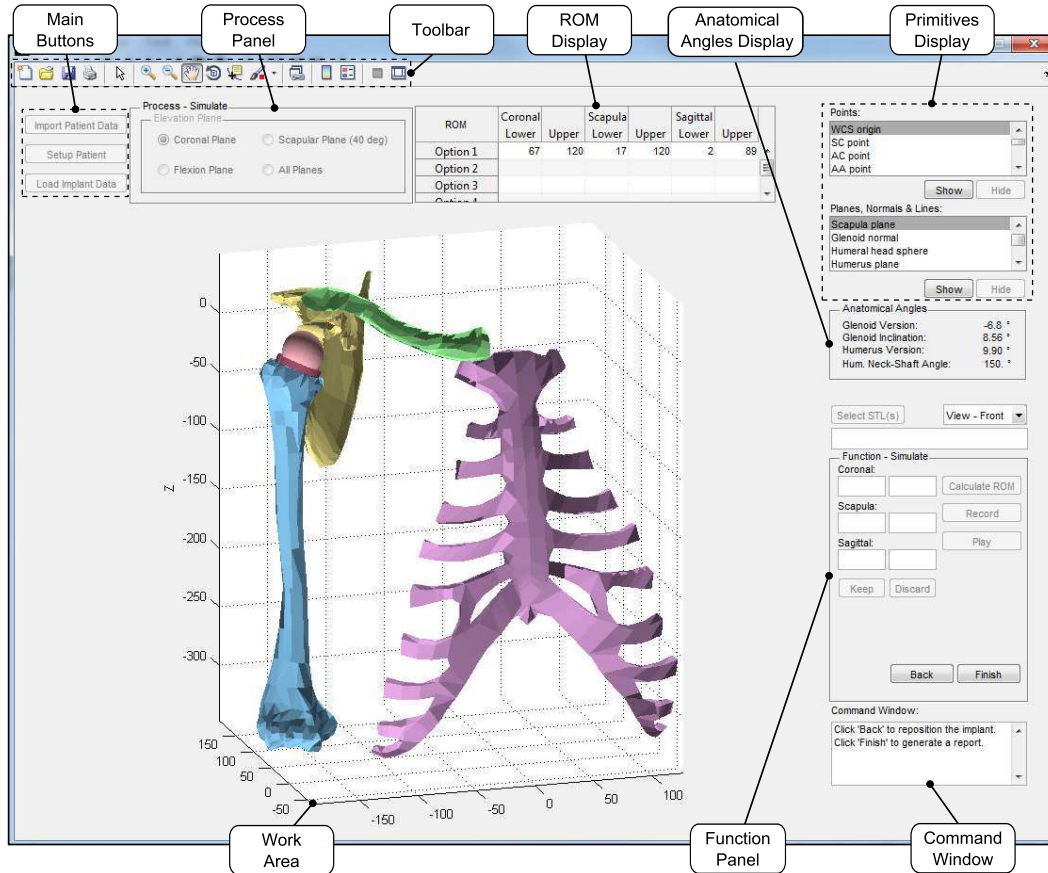 Main
Buttons
Process
Panel
Toolbar
ROM
Display
Anatomical
Angles Display
Primitives
Display
Import Patient Data
Setup Patient
Load Implant Data
Process - Simulate
Elevation Plane
Coronal Plane
Scapular Plane (40 deg)
Flexion Plane
All Planes
ROM Coronal Scapula Sagittal
Lower Upper Lower Upper Lower Upper
Option 1 67 120 17 120 2 89
Option 2
Option 3
Points:
WCS origin
SC point
AC point
AA point
Show Hide
Planes, Normals & Lines:
Scapula plane
Glenoid normal
Humeral head sphere
Humerus plane
Show Hide
Anatomical Angles
Glenoid Version: -6.8 °
Glenoid Inclination: 8.56 °
Humerus Version: 9.90 °
Hum. Neck-Shaft Angle: 150. °
Select STL(s) View - Front
Function - Simulate
Coronal:
Calculate ROM
Scapula:
Record
Sagittal:
Play
Keep Discard
Back Finish
Command Window:
Click 'Back' to reposition the implant.
Click 'Finish' to generate a report.
0
-50
-100
-150
-200
-250
-300
Z
150
100
50
0
-50
-150
-100
-50
0
50
100
Work
Area
Function
Panel
Command
Window